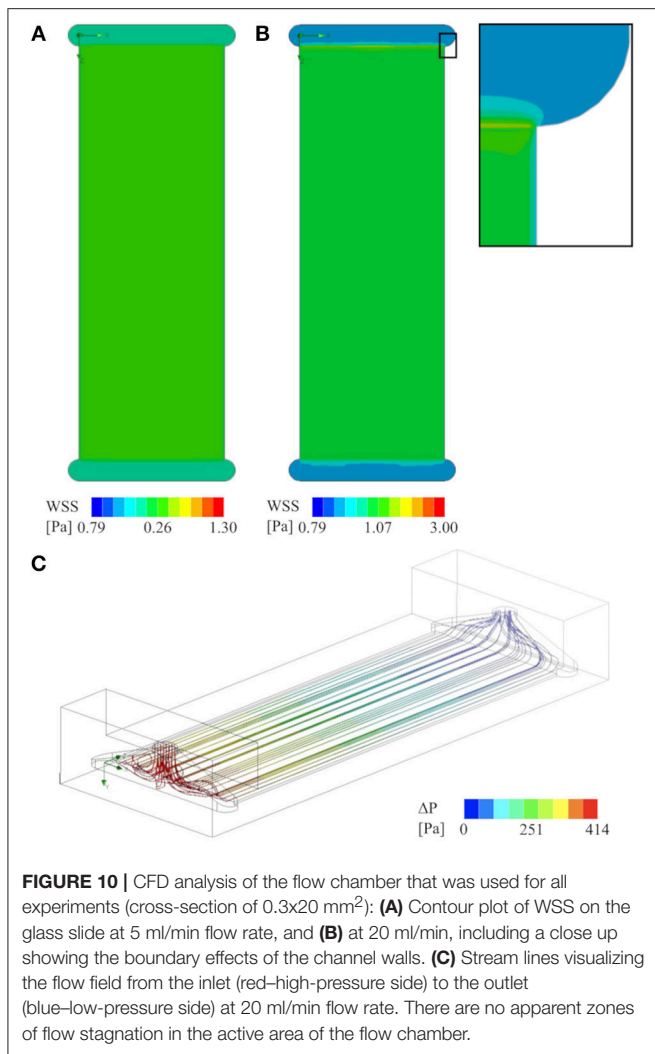 A
B
WSS
[Pa] 0.79 0.26 1.30
WSS
[Pa] 0.79 1.07 3.00
C
ΔP
[Pa] 0 251 414
FIGURE 10 | CFD analysis of the flow chamber that was used for all
experiments (cross-section of 0.3x20 mm²): (A) Contour plot of WSS on the
glass slide at 5 ml/min flow rate, and (B) at 20 ml/min, including a close up
showing the boundary effects of the channel walls. (C) Stream lines visualizing
the flow field from the inlet (red–high-pressure side) to the outlet
(blue–low-pressure side) at 20 ml/min flow rate. There are no apparent zones
of flow stagnation in the active area of the flow chamber.